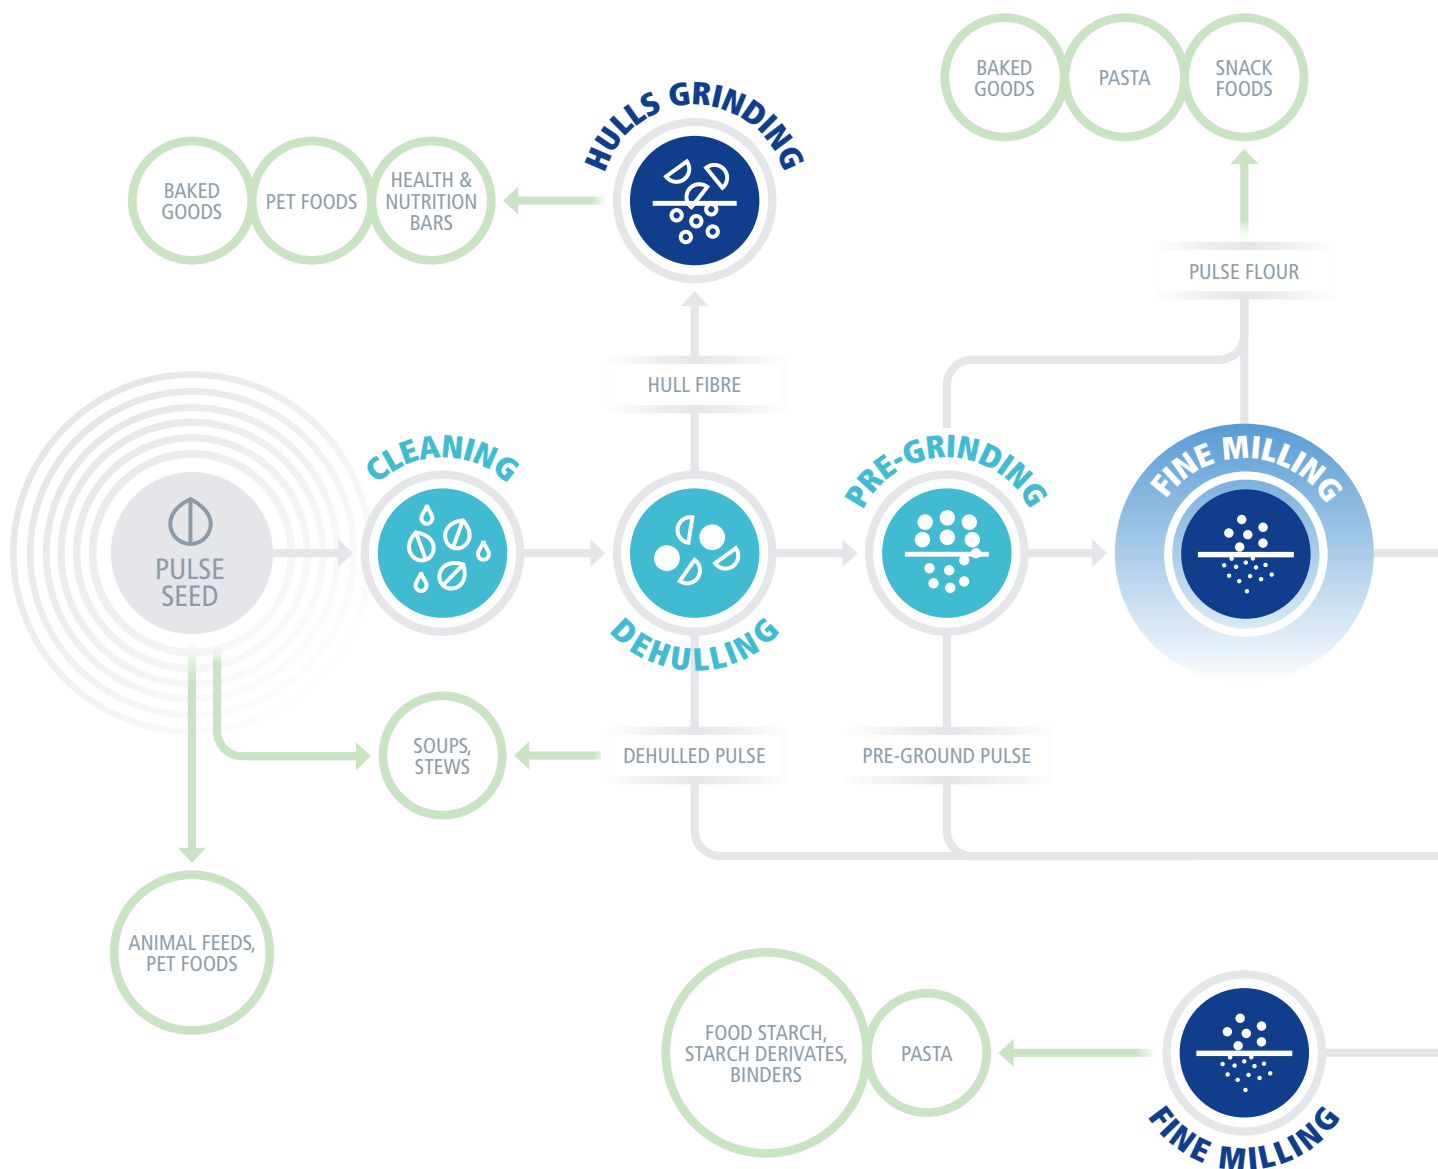 BAKED
GOODS
PASTA
SNACK
FOODS
HULLS GRINDING
BAKED
GOODS
PET FOODS
HEALTH &
NUTRITION
BARS
PULSE FLOUR
HULL FIBRE
CLEANING
PRE-GRINDING
FINE MILLING
PULSE
SEED
DEHULLING
SOUPS,
STEWS
DEHULLED PULSE
PRE-GROUND PULSE
ANIMAL FEEDS,
PET FOODS
FOOD STARCH,
STARCH DERIVATES,
BINDERS
PASTA
FINE MILLING